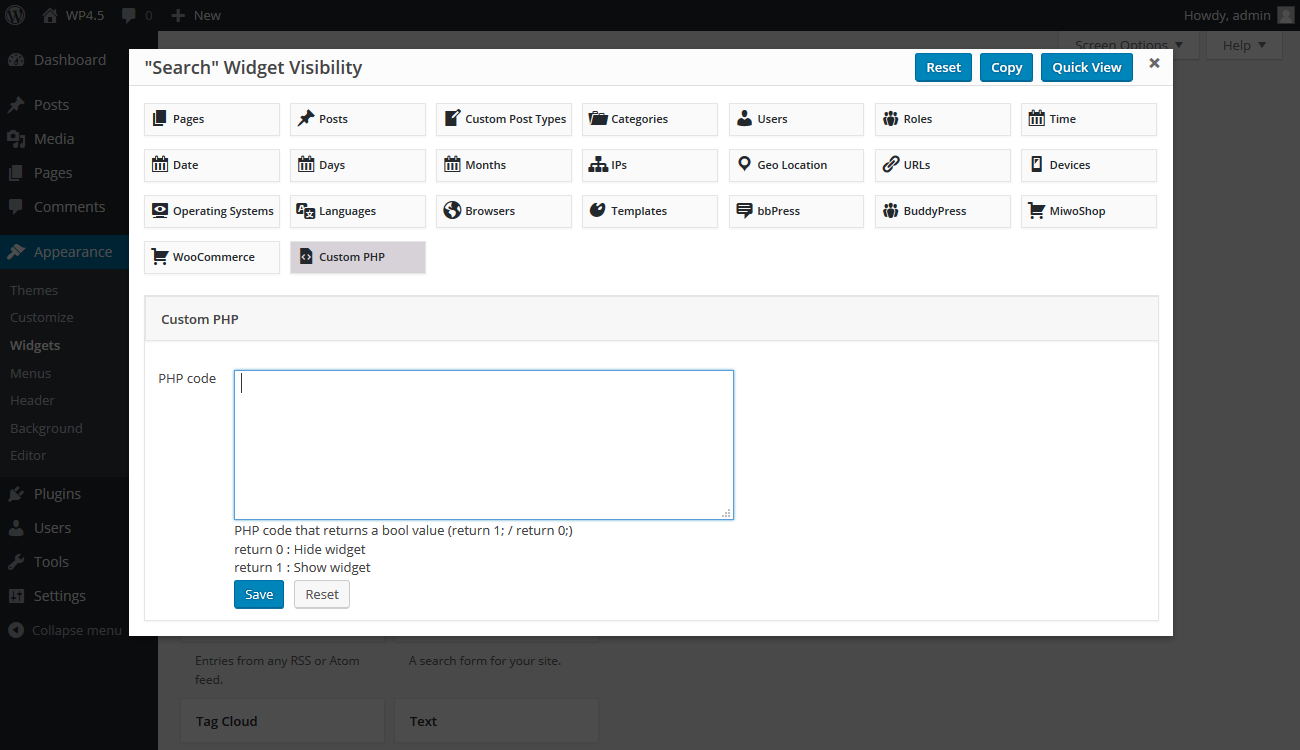 WP4.5 0 New Howdy, admin
Screen Options Help
Dashboard
Posts
Media
Pages
Comments
Appearance
Themes
Customize
Widgets
Menus
Header
Background
Editor
Plugins
Users
Tools
Settings
Collapse menu
"Search" Widget Visibility Reset Copy Quick View ×
Pages Posts Custom Post Types Categories Users Roles Time
Date Days Months IPs Geo Location URLs Devices
Operating Systems Languages Browsers Templates bbPress BuddyPress MiwoShop
WooCommerce Custom PHP
Custom PHP
PHP code
PHP code that returns a bool value (return 1; / return 0;)
return 0 : Hide widget
return 1 : Show widget
Save Reset
Entries from any RSS or Atom
feed.
A search form for your site.
Tag Cloud Text